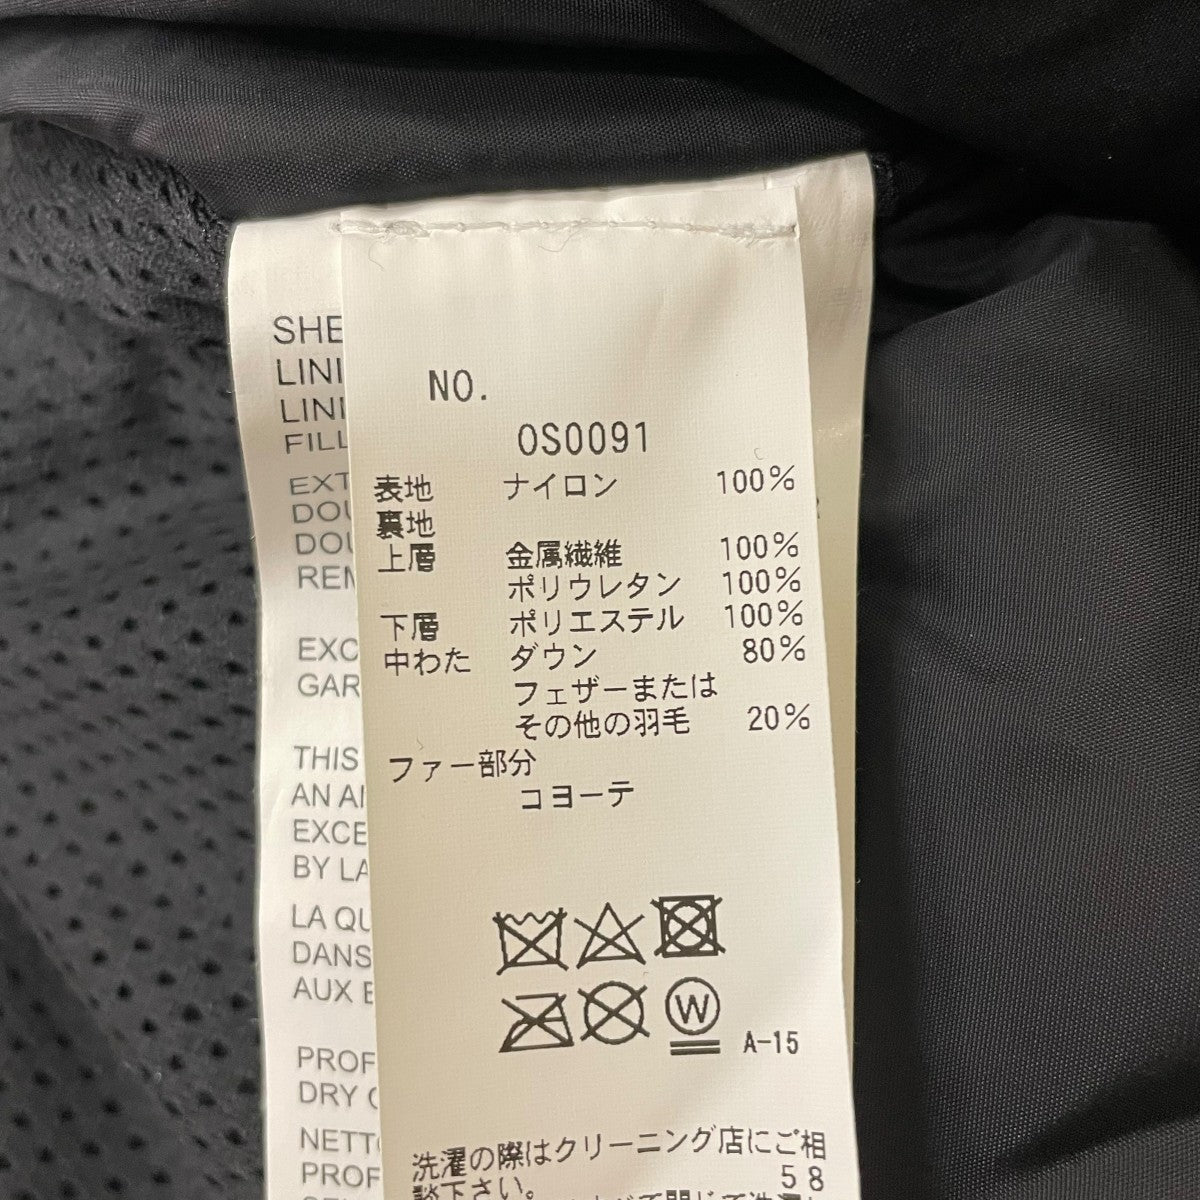 NO.
OS0091
表地 ナイロン 100%
裏地
上層 金属繊維 100%
ポリウレタン 100%
下層 ポリエステル 100%
中わた ダウン 80%
フェザーまたは
その他の羽毛 20%
ファー部分
コヨーテ
W
A-15
洗濯の際はクリーニング店にご相
談下さい。 58
SHE
LINI
LINI
FILL
EXT
DOU
DOU
REM
EXC
GAR
THIS
AN AI
EXCE
BY LA
LA QU
DANS
AUX E
PROF
DRY C
NETT
PROF